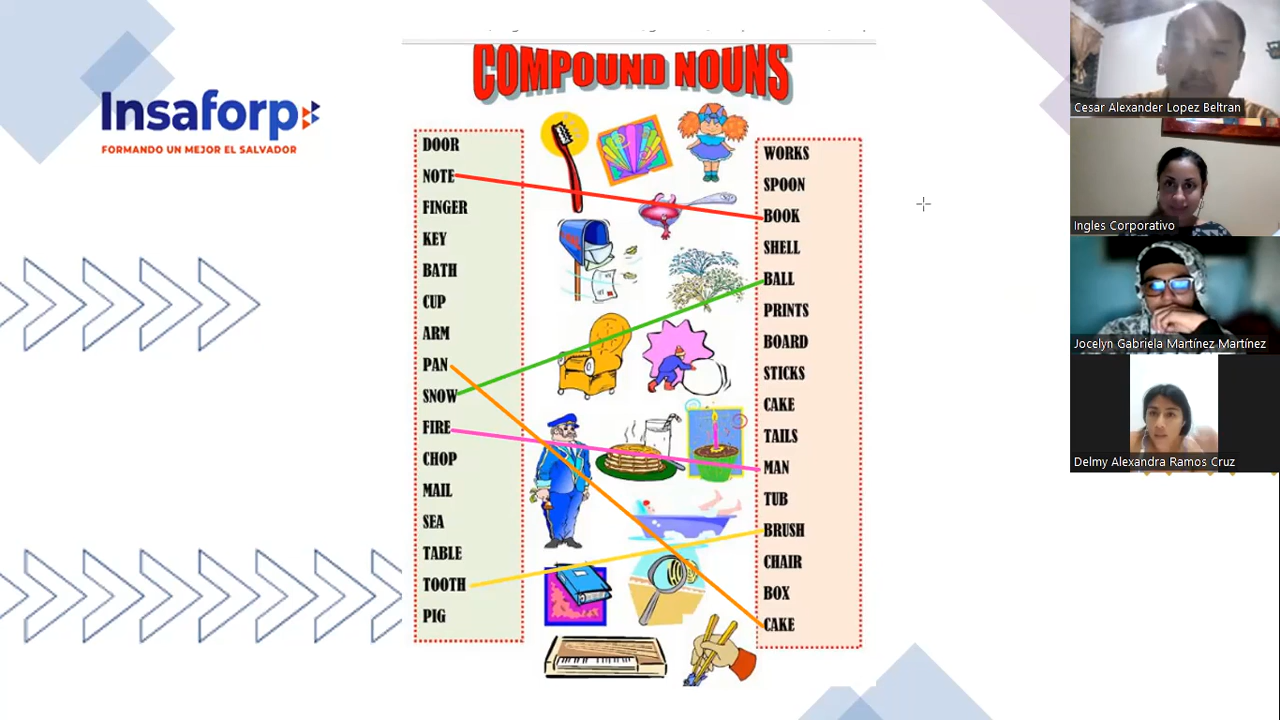 Insaforp
FORMANDO UN MEJOR EL SALVADOR
COMPOUND NOUNS
DOOR
NOTE
FINGER
KEY
BATH
CUP
ARM
PAN
SNOW
FIRE
CHOP
MAIL
SEA
TABLE
TOOTH
PIG
WORKS
SPOON
BOOK
SHELL
BALL
PRINTS
BOARD
STICKS
CAKE
TAILS
MAN
TUB
BRUSH
CHAIR
BOX
CAKE
Cesar Alexander Lopez Beltran
Ingles Corporativo
Jocelyn Gabriela Martínez Martínez
Delmy Alexandra Ramos Cruz